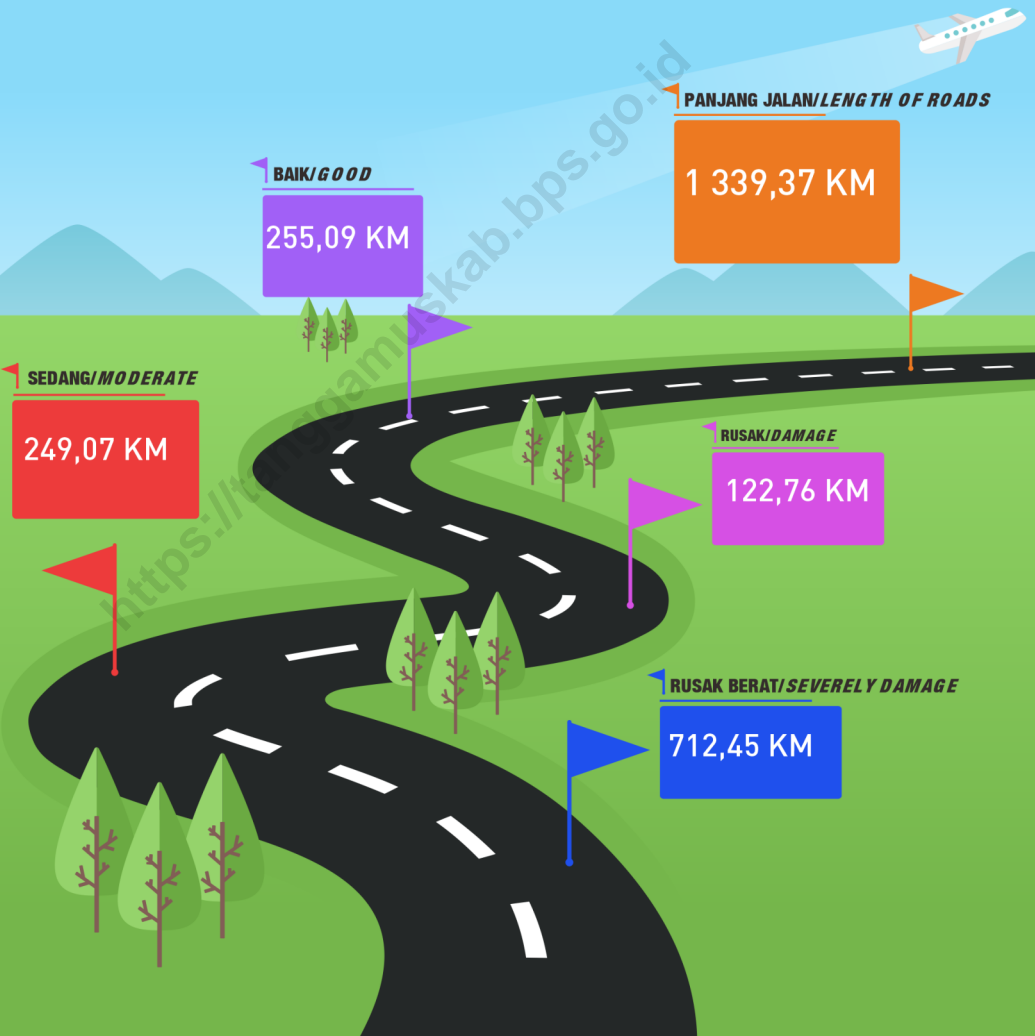 PANJANG JALAN/LENGTH OF ROADS
1 339,37 KM
BAIK/GOOD
255,09 KM
SEDANG/MODERATE
249,07 KM
RUSAK/DAMAGE
122,76 KM
RUSAK BERAT/SEVERELY DAMAGE
712,45 KM
https://tanggamuskab.bps.go.id